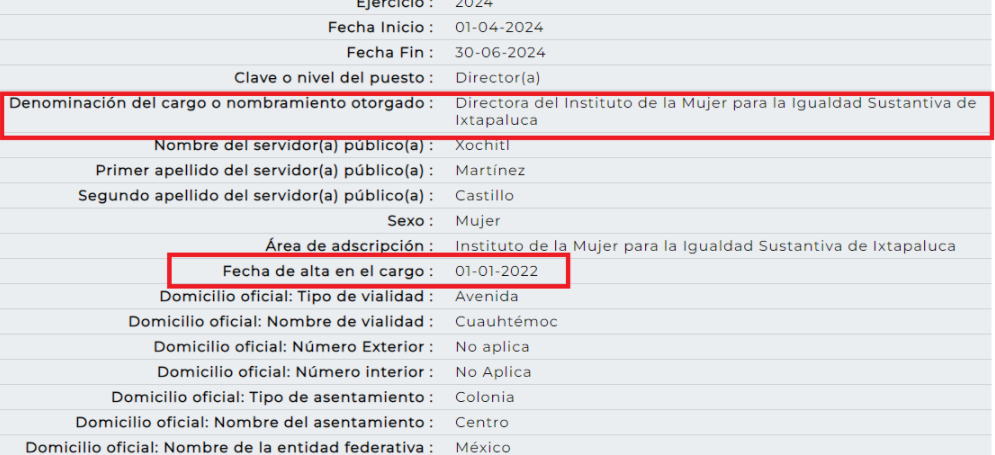 Ejercicio : 2024
Fecha Inicio : 01-04-2024
Fecha Fin : 30-06-2024
Clave o nivel del puesto : Director(a)
Denominación del cargo o nombramiento otorgado : Directora del Instituto de la Mujer para la Igualdad Sustantiva de
Ixtapaluca
Nombre del servidor(a) público(a) : Xochitl
Primer apellido del servidor(a) público(a) : Martínez
Segundo apellido del servidor(a) público(a) : Castillo
Sexo : Mujer
Área de adscripción : Instituto de la Mujer para la Igualdad Sustantiva de Ixtapaluca
Fecha de alta en el cargo : 01-01-2022
Domicilio oficial: Tipo de vialidad : Avenida
Domicilio oficial: Nombre de vialidad : Cuauhtémoc
Domicilio oficial: Número Exterior : No aplica
Domicilio oficial: Número interior : No Aplica
Domicilio oficial: Tipo de asentamiento : Colonia
Domicilio oficial: Nombre del asentamiento : Centro
Domicilio oficial: Nombre de la entidad federativa : México